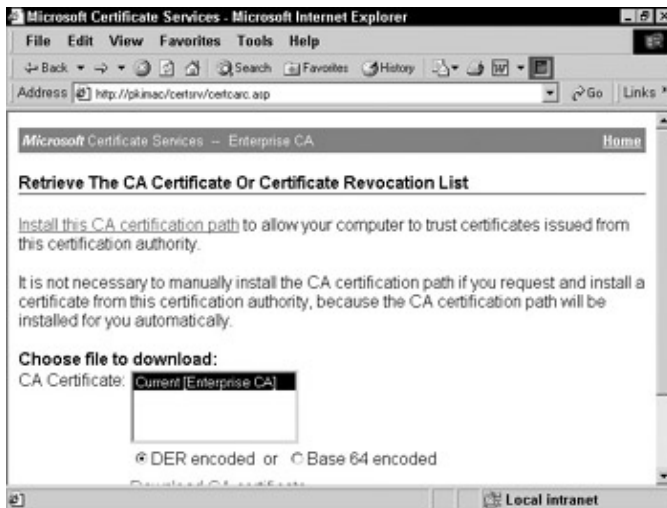 Microsoft Certificate Services - Microsoft Internet Explorer
File Edit View Favorites Tools Help
Back Search Favorites History
Address http://pkimac/certsrv/certcarc.asp Go Links
Microsoft Certificate Services -- Enterprise CA Home
Retrieve The CA Certificate Or Certificate Revocation List
Install this CA certification path to allow your computer to trust certificates issued from
this certification authority.
It is not necessary to manually install the CA certification path if you request and install a
certificate from this certification authority, because the CA certification path will be
installed for you automatically.
Choose file to download:
CA Certificate: Current [Enterprise CA]
DER encoded or Base 64 encoded
Download CA certificate
Local intranet